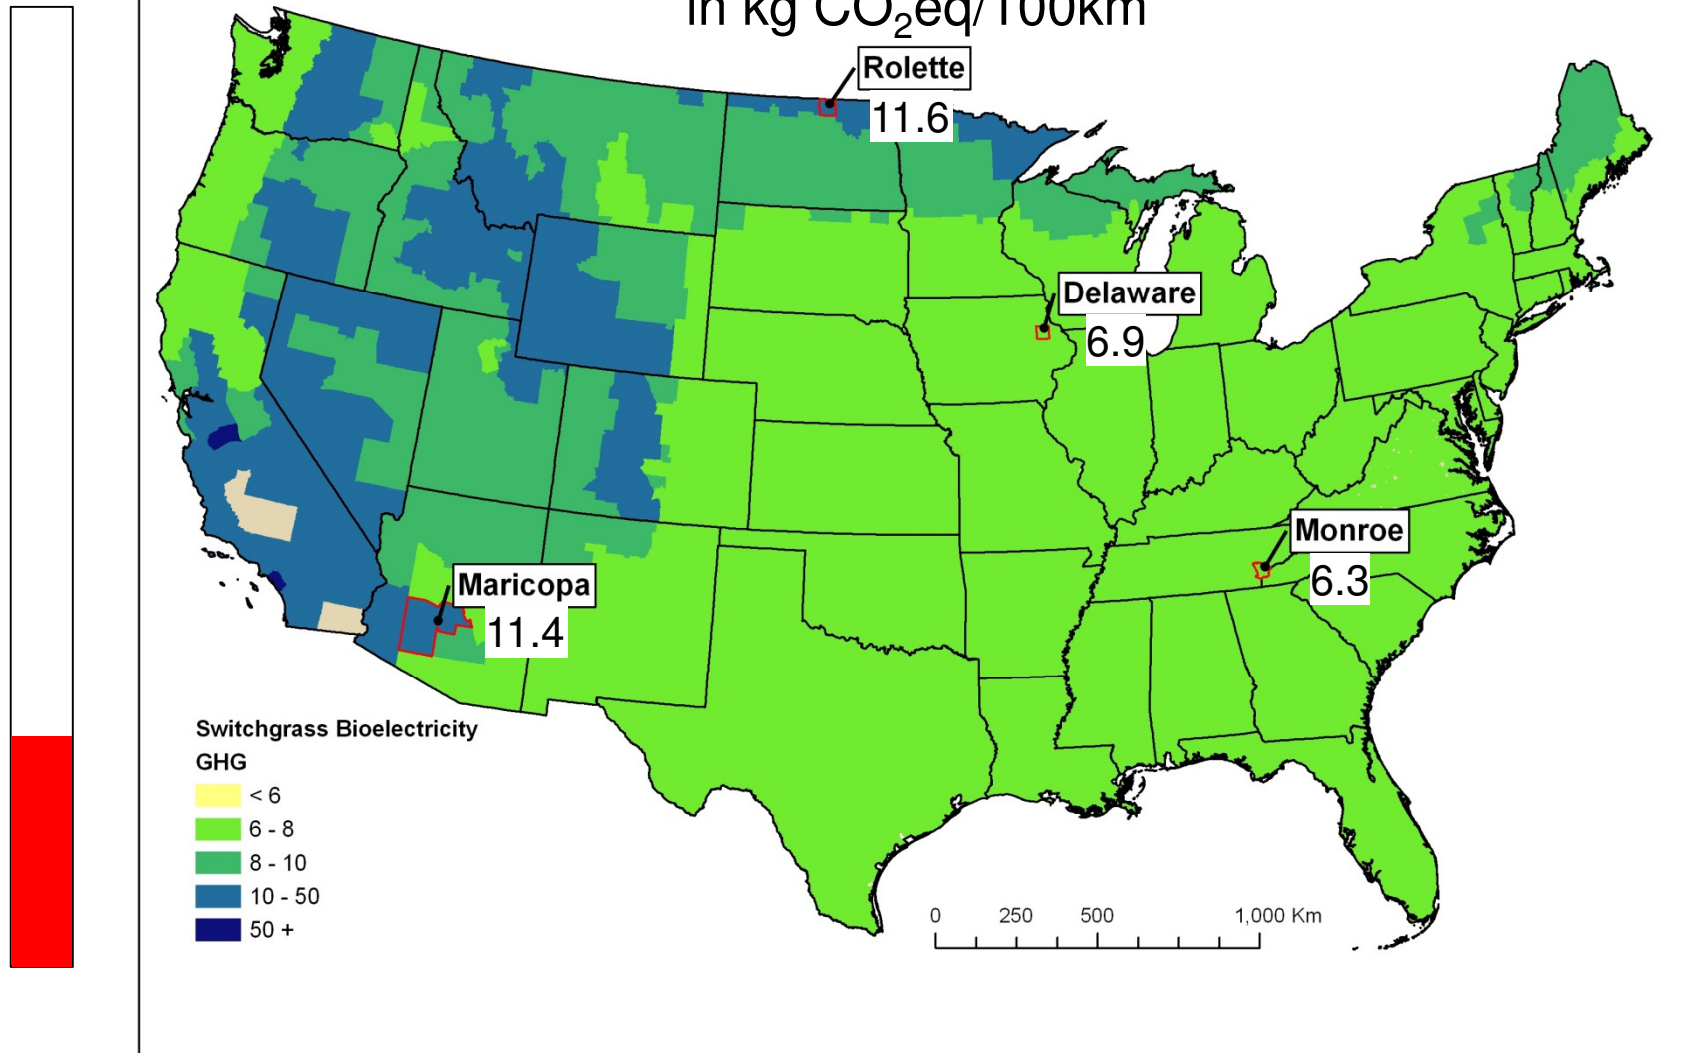 in kg CO₂eq/100km
Rolette
11.6
Delaware
6.9
Monroe
6.3
Maricopa
11.4
Switchgrass Bioelectricity
GHG
< 6
6 - 8
8 - 10
10 - 50
50 +
0 250 500 1,000 Km